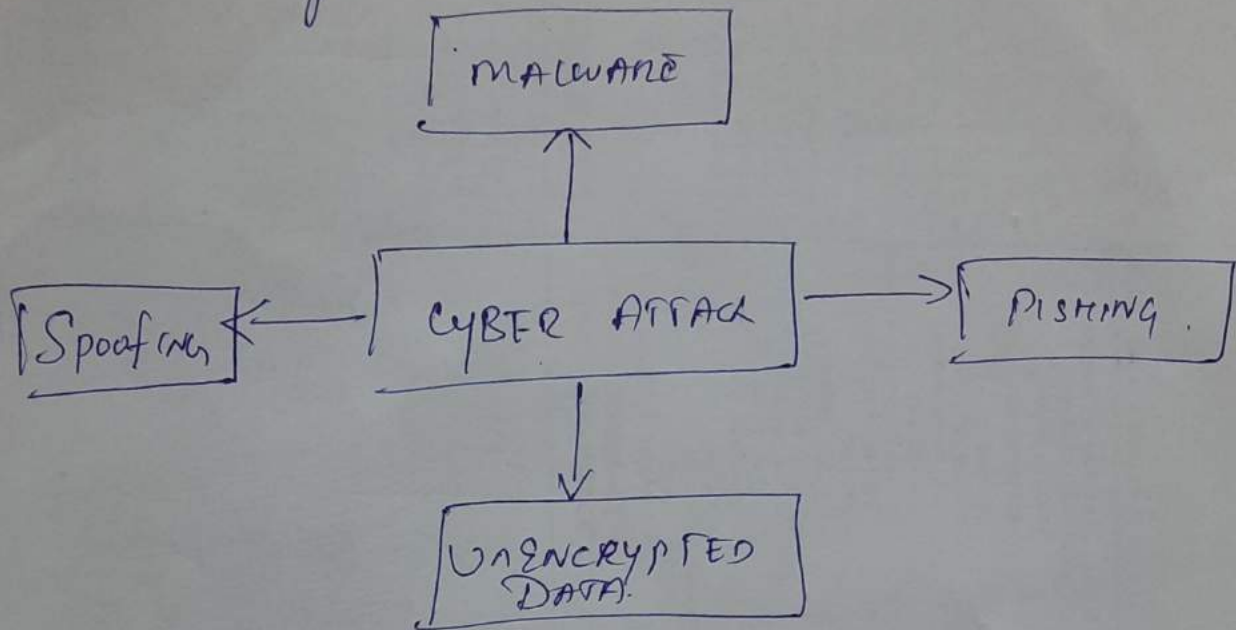 MALWARE
Spoofing
CYBER ATTACK
PISHING.
UnENCRYPTED
DATA.